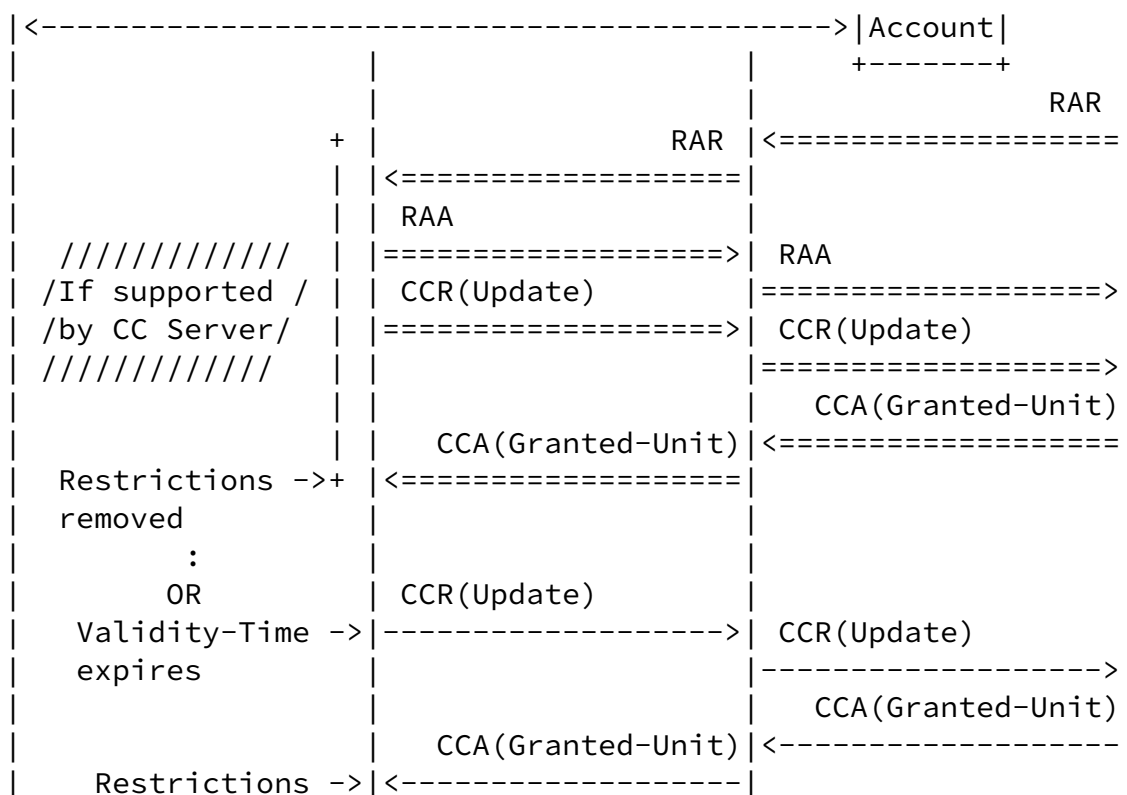 |<-------------------------------------------->|Account|
|                   |                    |     +-------+
|                   |                    |                RAR
|                 + |                RAR |<===================
|                 | |<===================|
|                 | | RAA                |
|  /////////////  | |===================>| RAA
| /If supported / | | CCR(Update)        |===================>
| /by CC Server/  | |===================>| CCR(Update)
| /////////////   | |                    |===================>
|                 | |                    |   CCA(Granted-Unit)
|                 | |   CCA(Granted-Unit)|<===================
|  Restrictions ->+ |<===================|
|  removed          |                    |
|         :         |                    |
|        OR         | CCR(Update)        |
|   Validity-Time ->|------------------->| CCR(Update)
|   expires         |                    |------------------->
|                   |                    |   CCA(Granted-Unit)
|                   |   CCA(Granted-Unit)|<-------------------
|    Restrictions ->|<-------------------|